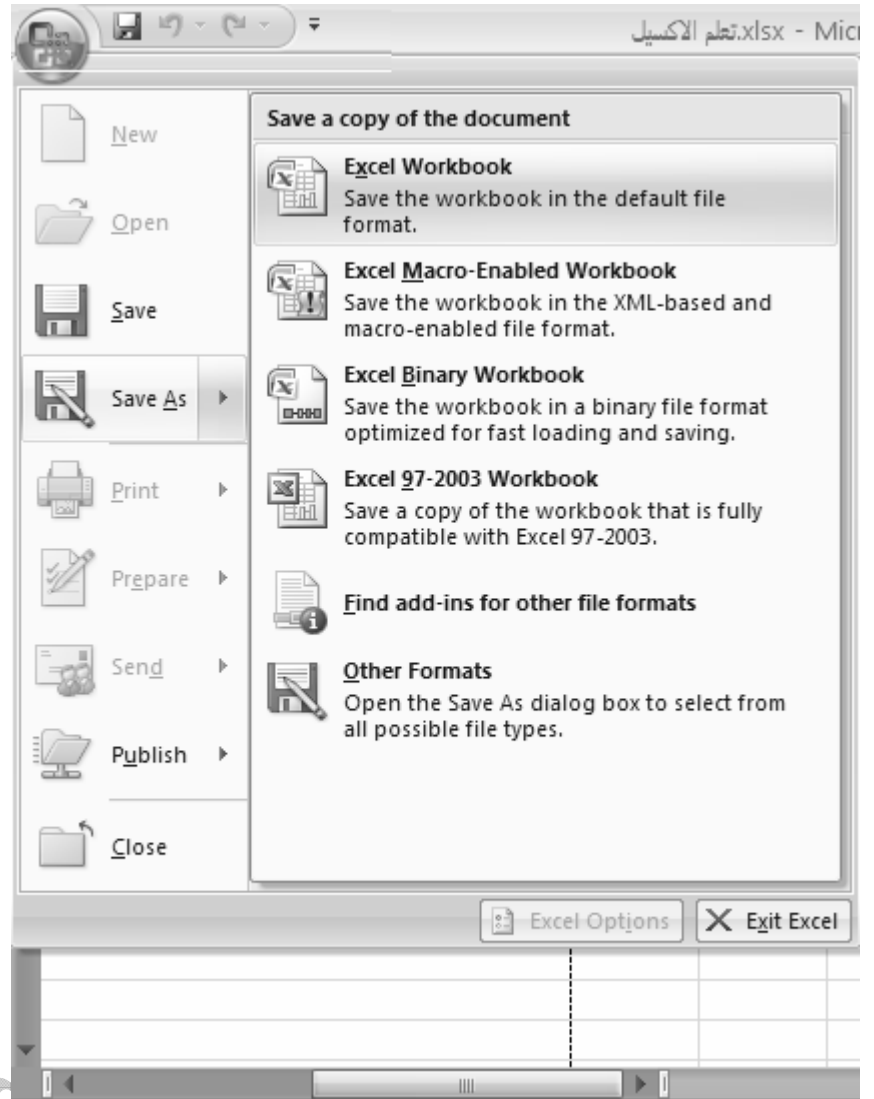 تعلم الاكسيل.xlsx - Micr
New
Open
Save
Save As
Print
Prepare
Send
Publish
Close
Save a copy of the document
Excel Workbook
Save the workbook in the default file
format.
Excel Macro-Enabled Workbook
Save the workbook in the XML-based and
macro-enabled file format.
Excel Binary Workbook
Save the workbook in a binary file format
optimized for fast loading and saving.
Excel 97-2003 Workbook
Save a copy of the workbook that is fully
compatible with Excel 97-2003.
Find add-ins for other file formats
Other Formats
Open the Save As dialog box to select from
all possible file types.
Excel Options
Exit Excel